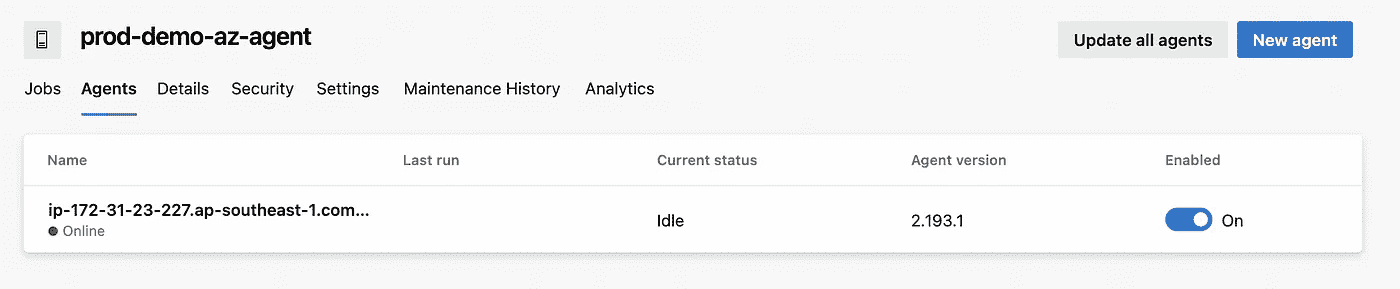 prod-demo-az-agent
Update all agents
New agent
Jobs Agents Details Security Settings Maintenance History Analytics
Name Last run Current status Agent version Enabled
ip-172-31-23-227.ap-southeast-1.com...
Idle 2.193.1 On
Online